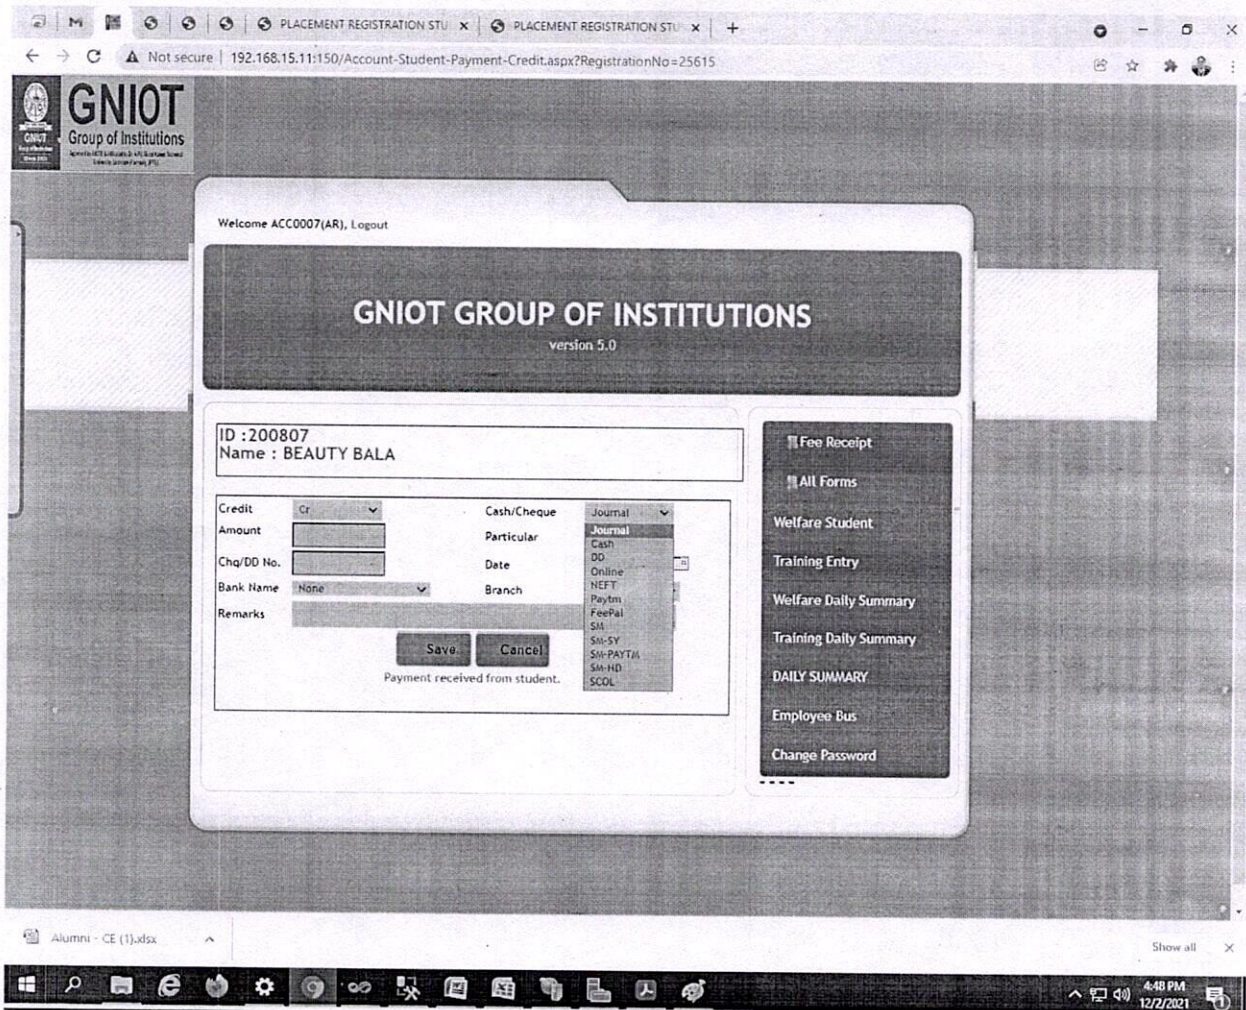 PLACEMENT REGISTRATION STU × PLACEMENT REGISTRATION STU × +
Not secure | 192.168.15.11:150/Account-Student-Payment-Credit.aspx?RegistrationNo=25615
GNIOT
Group of Institutions
GNIOT
Welcome ACC0007(AR), Logout
GNIOT GROUP OF INSTITUTIONS
version 5.0
ID :200807
Name : BEAUTY BALA
Credit Cr Cash/Cheque Journal
Amount Particular
Chq/DD No. Date
Bank Name None Branch
Remarks
Journal
Cash
DD
Online
NEFT
Paytm
FeePal
SM
SM-SY
SM-PAYTM
SM-HD
SCOL
Save Cancel
Payment received from student.
Fee Receipt
All Forms
Welfare Student
Training Entry
Welfare Daily Summary
Training Daily Summary
DAILY SUMMARY
Employee Bus
Change Password
Alumni - CE (1).xlsx
Show all
4:48 PM
12/2/2021